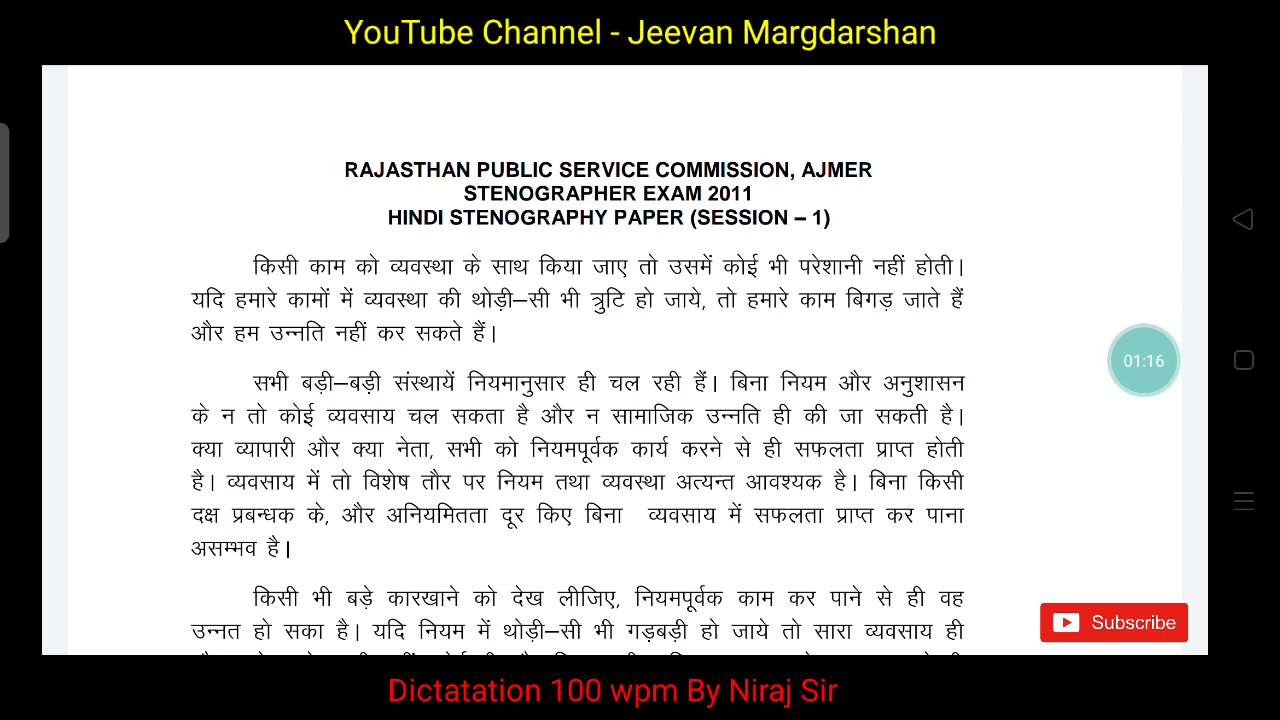 YouTube Channel - Jeevan Margdarshan
RAJASTHAN PUBLIC SERVICE COMMISSION, AJMER
STENOGRAPHER EXAM 2011
HINDI STENOGRAPHY PAPER (SESSION – 1)
किसी काम को व्यवस्था के साथ किया जाए तो उसमें कोई भी परेशानी नहीं होती।
यदि हमारे कामों में व्यवस्था की थोड़ी–सी भी त्रुटि हो जाये, तो हमारे काम बिगड़ जाते हैं
और हम उन्नति नहीं कर सकते हैं।
सभी बड़ी–बड़ी संस्थायें नियमानुसार ही चल रही हैं। बिना नियम और अनुशासन
के न तो कोई व्यवसाय चल सकता है और न सामाजिक उन्नति ही की जा सकती है।
क्या व्यापारी और क्या नेता, सभी को नियमपूर्वक कार्य करने से ही सफलता प्राप्त होती
है। व्यवसाय में तो विशेष तौर पर नियम तथा व्यवस्था अत्यन्त आवश्यक है। बिना किसी
दक्ष प्रबन्धक के, और अनियमितता दूर किए बिना व्यवसाय में सफलता प्राप्त कर पाना
असम्भव है।
किसी भी बड़े कारखाने को देख लीजिए, नियमपूर्वक काम कर पाने से ही वह
उन्नत हो सका है। यदि नियम में थोड़ी–सी भी गड़बड़ी हो जाये तो सारा व्यवसाय ही
01:16
Subscribe
Dictatation 100 wpm By Niraj Sir